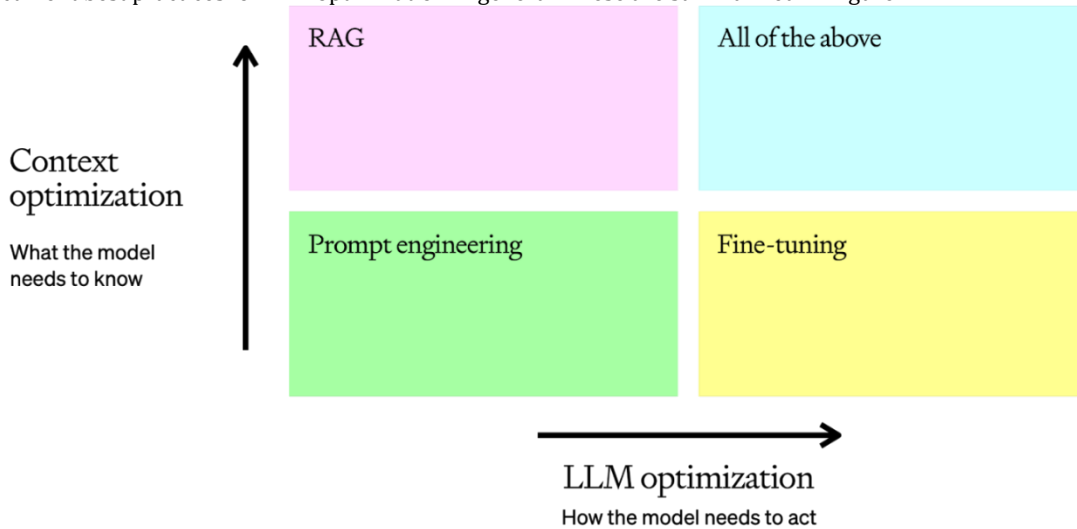 RAG
All of the above
Context
optimization
What the model
needs to know
Prompt engineering
Fine-tuning
LLM optimization
How the model needs to act